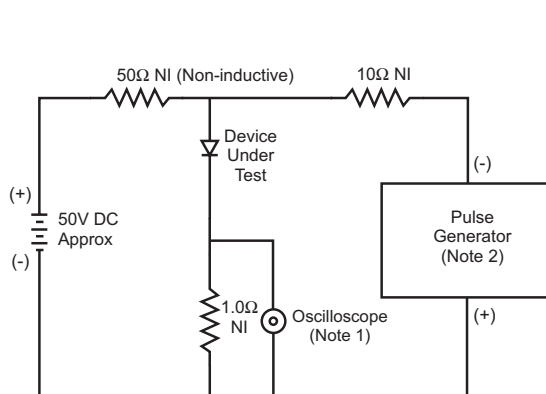 50Ω NI (Non-inductive)
10Ω NI
Device
Under
Test
(-)
(+)
50V DC
Approx
(-)
Pulse
Generator
(Note 2)
1.0Ω
NI
Oscilloscope
(Note 1)
(+)